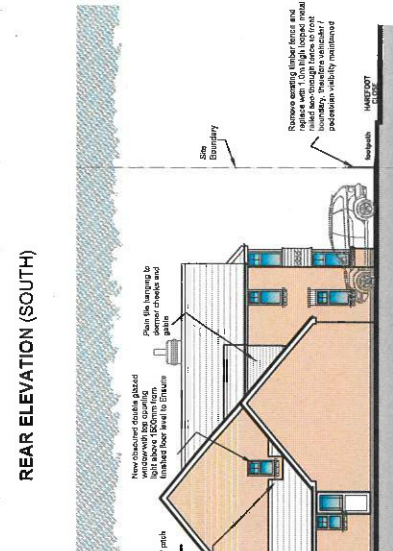 REAR ELEVATION (SOUTH)
New obscured double glazed
window with top opening
light above 1500mm from
finished floor level to Ensuite
Plain tile hanging to
dormer cheeks and
gable
Site
Boundary
Remove existing timber fence and
replace with 1.0m high looped metal
railed see-through fence to front
boundary, therefore vehicular /
pedestrian visibility maintained
footpath
HAREFOOT
CLOSE